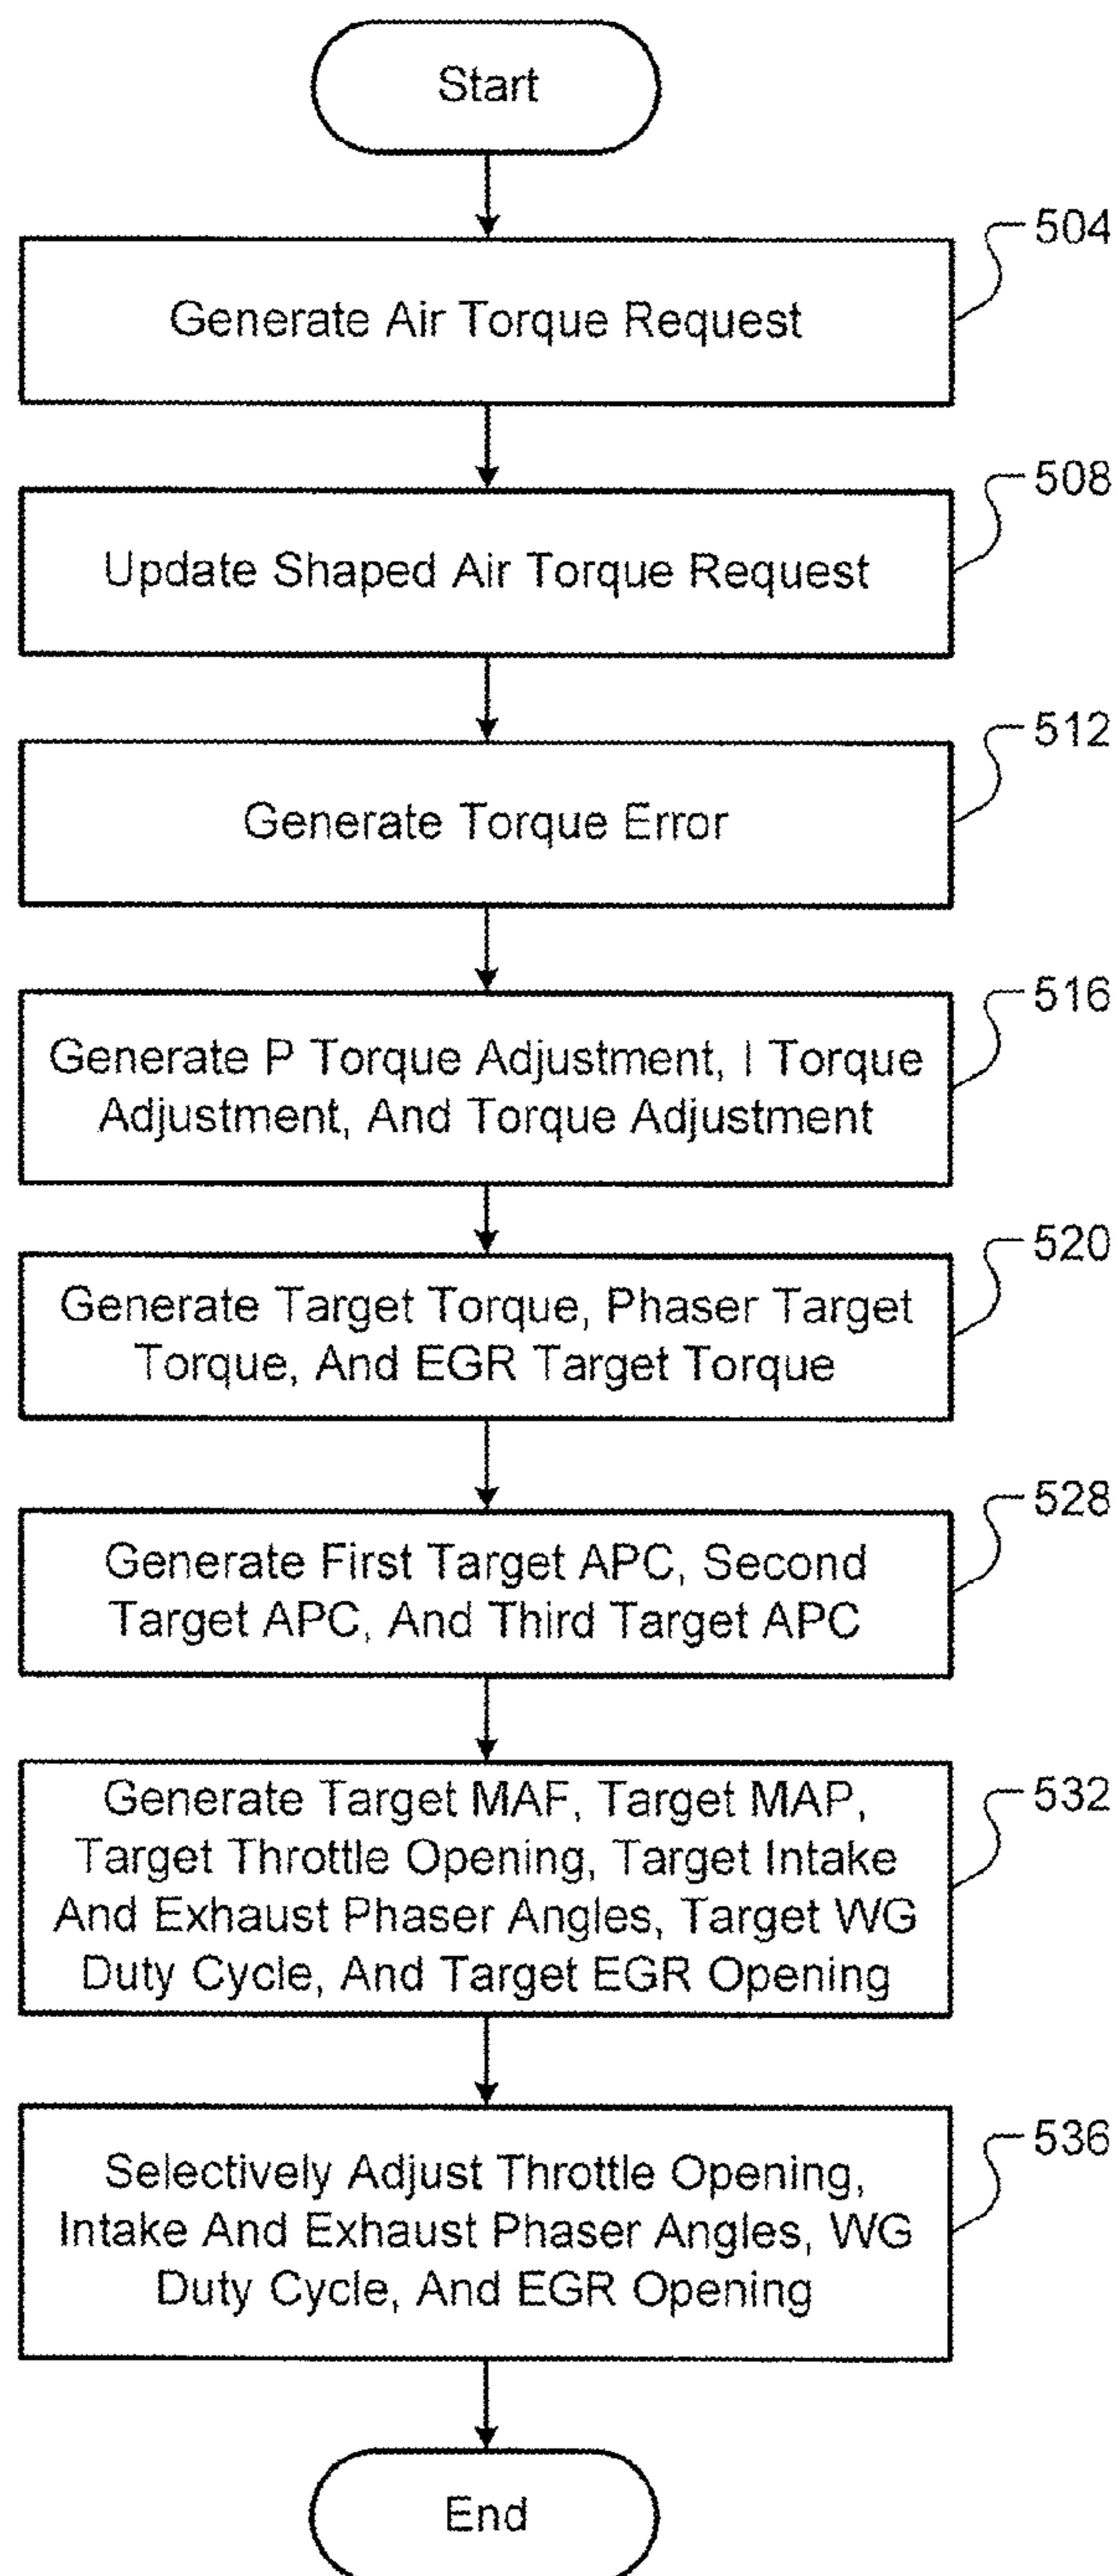 Start
504
Generate Air Torque Request
508
Update Shaped Air Torque Request
512
Generate Torque Error
516
Generate P Torque Adjustment, I Torque
Adjustment, And Torque Adjustment
520
Generate Target Torque, Phaser Target
Torque, And EGR Target Torque
528
Generate First Target APC, Second
Target APC, And Third Target APC
532
Generate Target MAF, Target MAP,
Target Throttle Opening, Target Intake
And Exhaust Phaser Angles, Target WG
Duty Cycle, And Target EGR Opening
536
Selectively Adjust Throttle Opening,
Intake And Exhaust Phaser Angles, WG
Duty Cycle, And EGR Opening
End